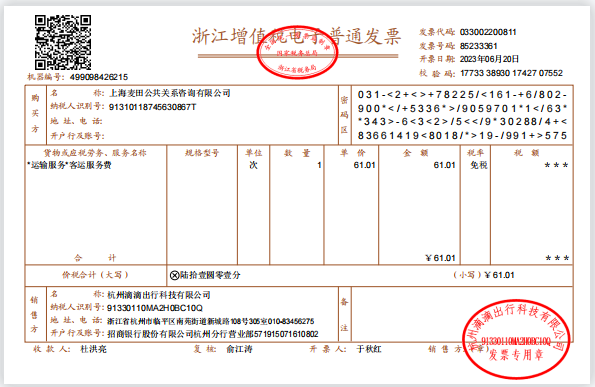 浙江增值税电子普通发票
全国统一发票监制章
国家税务总局
浙江省税务局
发票代码: 033002200811
发票号码: 85233361
开票日期: 2023年06月20日
校 验 码: 17733 38930 17427 07552
机器编号: 499098426215
购买方
名 称: 上海麦田公共关系咨询有限公司
纳税人识别号: 91310118745630867T
地 址、电 话:
开户行及账号:
密码区
031-<2+<>+78225/<161-+6/802-
900*</+5336*>/9059701*1</63*
*343>-6<3<2>/5<</9*30288/4+<
83661419<8018/*>19-/991+>575
货物或应税劳务、服务名称 规格型号 单位 数 量 单 价 金 额 税率 税 额
*运输服务*客运服务费 次 1 61.01 61.01 免税 ***
合 计 ¥61.01 ***
价税合计（大写） ⊗陆拾壹圆零壹分 （小写）¥61.01
销售方
名 称: 杭州滴滴出行科技有限公司
纳税人识别号: 91330110MA2H0BC10Q
地 址、电 话: 浙江省杭州市临平区南苑街道新城路108号305室010-83456275
开户行及账号: 招商银行股份有限公司杭州分行营业部571915071610802
备注
收 款 人: 杜洪亮 复 核: 俞江涛 开 票 人: 于秋红 销 售 方:
杭州滴滴出行科技有限公司
91330110MA2H0BC10Q
发票专用章